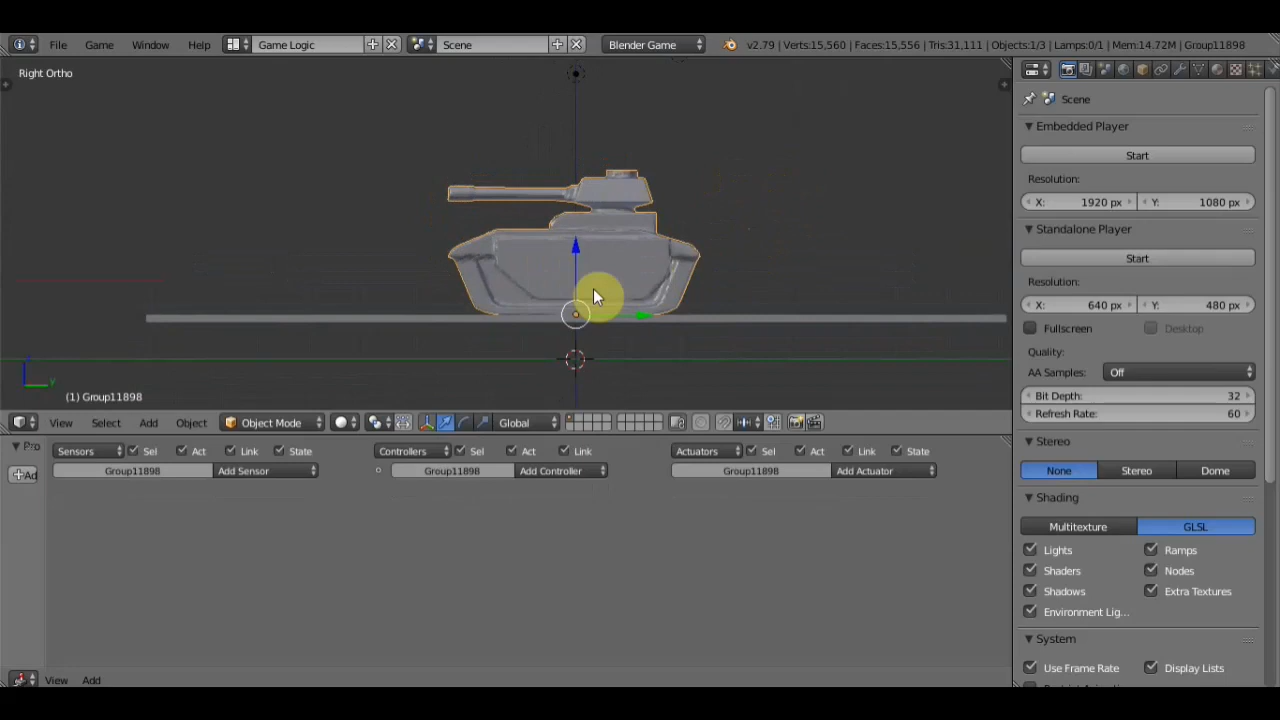 File Game Window Help Game Logic Scene Blender Game v2.79 | Verts:15,560 | Faces:15,556 | Tris:31,111 | Objects:1/3 | Lamps:0/1 | Mem:14.72M | Group11898
Right Ortho
Scene
Embedded Player
Start
Resolution:
X: 1920 px Y: 1080 px
Standalone Player
Start
Resolution:
X: 640 px Y: 480 px
Fullscreen Desktop
Quality:
AA Samples: Off
Bit Depth: 32
Refresh Rate: 60
Stereo
None Stereo Dome
Shading
Multitexture GLSL
Lights Ramps
Shaders Nodes
Shadows Extra Textures
Environment Lig...
System
Use Frame Rate Display Lists
z
y
(1) Group11898
View Select Add Object Object Mode Global
Pro
Ad
Sensors Sel Act Link State Controllers Sel Act Link Actuators Sel Act Link State
Group11898 Add Sensor Group11898 Add Controller Group11898 Add Actuator
View Add